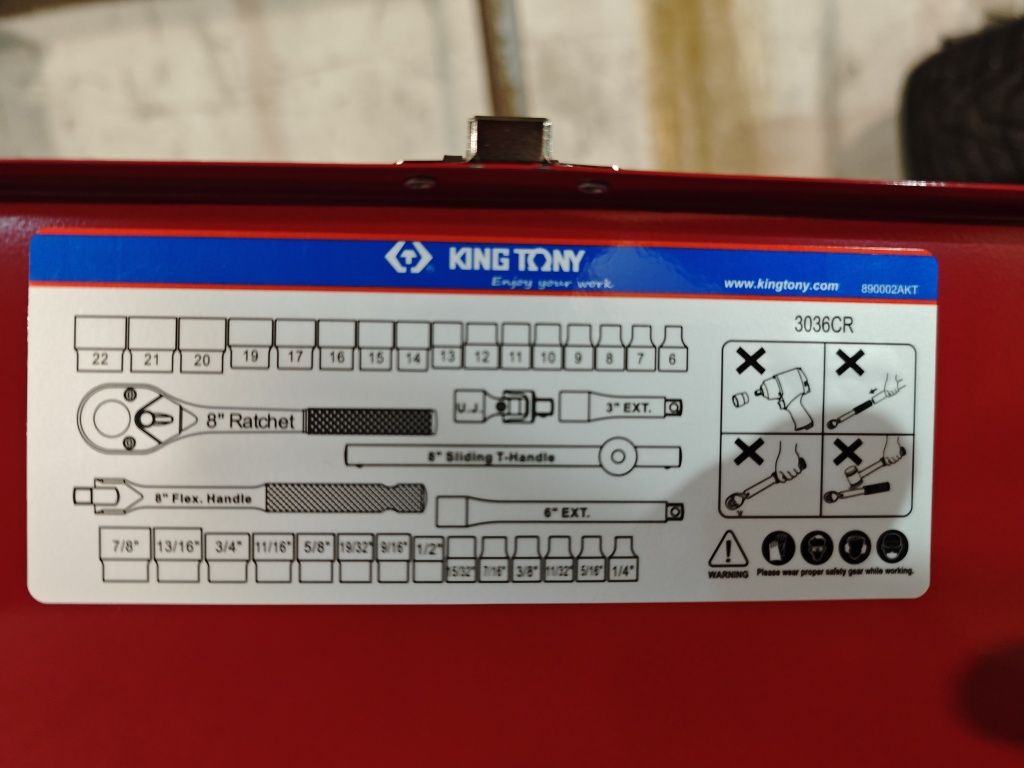 KING TONY
Enjoy your work
www.kingtony.com 890002AKT
3036CR
22 21 20 19 17 16 15 14 13 12 11 10 9 8 7 6
8" Ratchet
U.J.
3" EXT.
8" Sliding T-Handle
8" Flex. Handle
6" EXT.
7/8" 13/16" 3/4" 11/16" 5/8" 19/32" 9/16" 1/2" 15/32" 7/16" 3/8" 11/32" 5/16" 1/4"
WARNING Please wear proper safety gear while working.